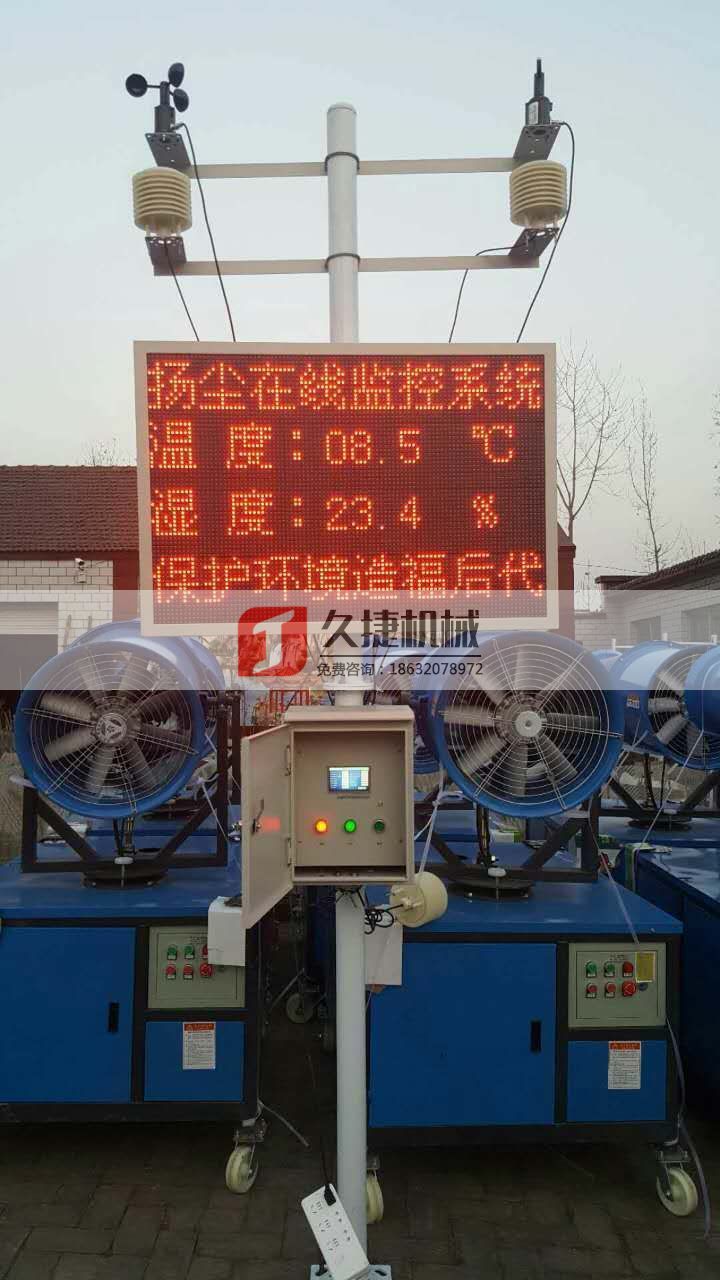 扬尘在线监控系统
温 度：08.5 ℃
湿 度：23.4 %
保护环境造福后代
久捷机械
免费咨询：18632078972